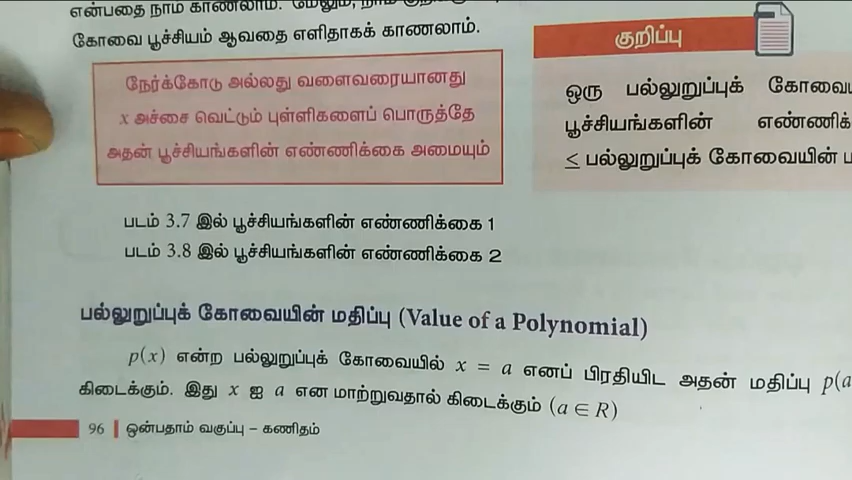 என்பதை நாம் காணலாம். மேலும், நாம்
கோவை பூச்சியம் ஆவதை எளிதாகக் காணலாம்.
நேர்க்கோடு அல்லது வளைவரையானது
x அச்சை வெட்டும் புள்ளிகளைப் பொருத்தே
அதன் பூச்சியங்களின் எண்ணிக்கை அமையும்
குறிப்பு
ஒரு பல்லுறுப்புக்
பூச்சியங்களின்
≤ பல்லுறுப்புக் கோவையின்
படம் 3.7 இல் பூச்சியங்களின் எண்ணிக்கை 1
படம் 3.8 இல் பூச்சியங்களின் எண்ணிக்கை 2
பல்லுறுப்புக் கோவையின் மதிப்பு (Value of a Polynomial)
p(x) என்ற பல்லுறுப்புக் கோவையில் x = a எனப் பிரதியிட அதன் மதிப்பு p(a
கிடைக்கும். இது x ஐ a என மாற்றுவதால் கிடைக்கும் (a ∈ R)
96 | ஒன்பதாம் வகுப்பு – கணிதம்